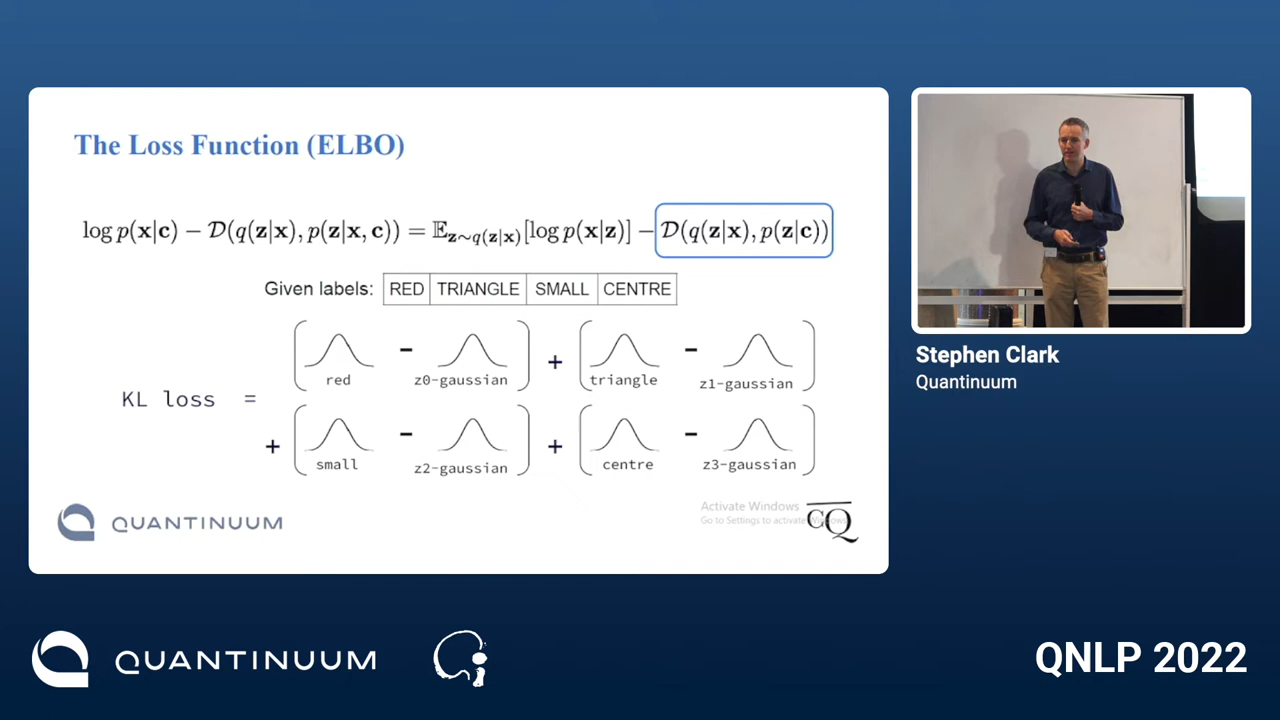 The Loss Function (ELBO)
log p(x|c) − 𝒟(q(z|x), p(z|x, c)) = 𝔼z∼q(z|x)[log p(x|z)] − 𝒟(q(z|x), p(z|c))
Given labels: RED TRIANGLE SMALL CENTRE
KL loss =
red - z0-gaussian + triangle - z1-gaussian
+ small - z2-gaussian + centre - z3-gaussian
QUANTINUUM
Activate Windows
Go to Settings to activate Windows.
CQ
Stephen Clark
Quantinuum
QUANTINUUM
QNLP 2022